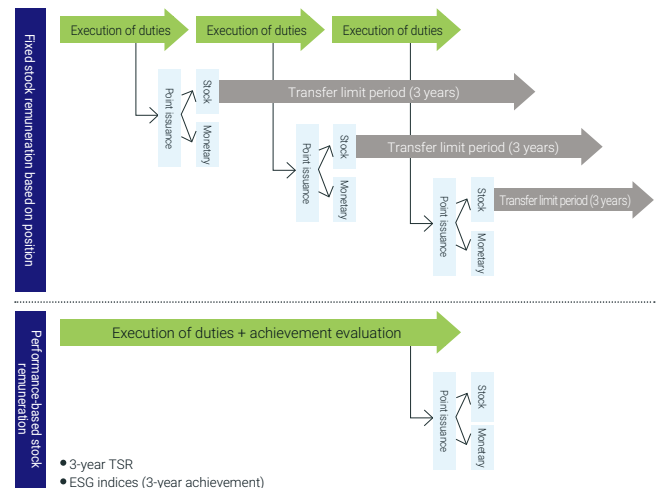 Fixed stock remuneration based on position
Execution of duties
Execution of duties
Execution of duties
Point issuance
Stock
Monetary
Transfer limit period (3 years)
Point issuance
Stock
Monetary
Transfer limit period (3 years)
Point issuance
Stock
Monetary
Transfer limit period (3 years)
Performance-based stock
remuneration
Execution of duties + achievement evaluation
Point issuance
Stock
Monetary
● 3-year TSR
● ESG indices (3-year achievement)